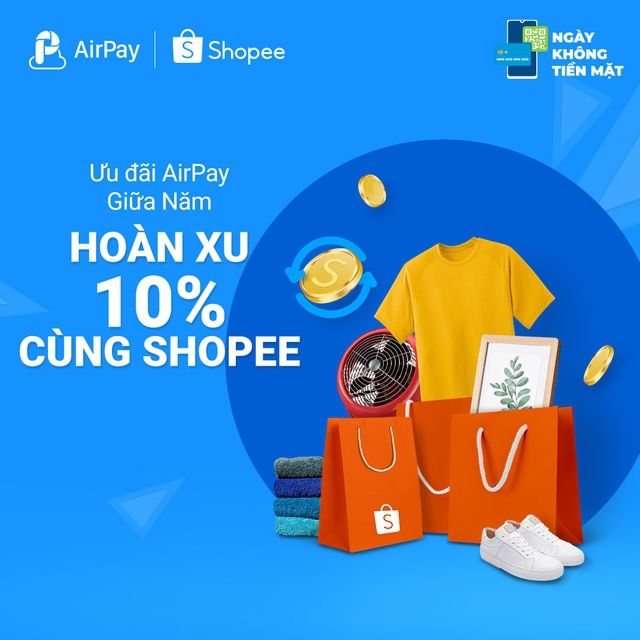 AirPay
Shopee
NGÀY
KHÔNG
TIỀN MẶT
Ưu đãi AirPay
Giữa Năm
HOÀN XU
10%
CÙNG SHOPEE
S
S